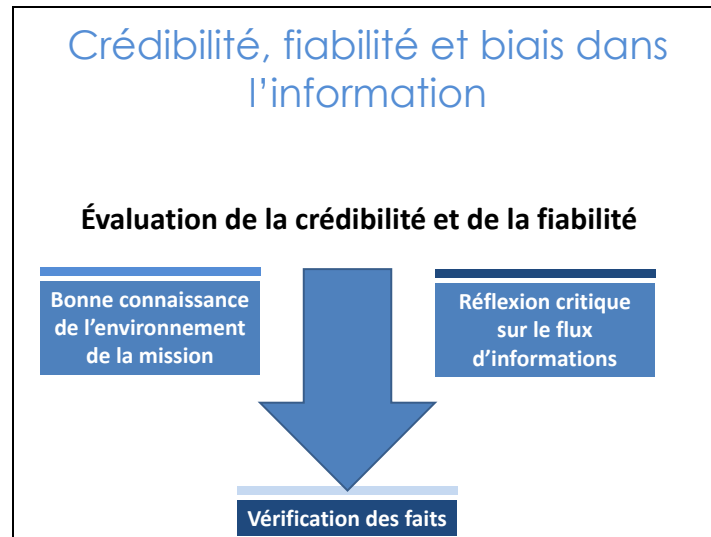 Crédibilité, fiabilité et biais dans
l’information
Évaluation de la crédibilité et de la fiabilité
Bonne connaissance
de l’environnement
de la mission
Réflexion critique
sur le flux
d’informations
Vérification des faits